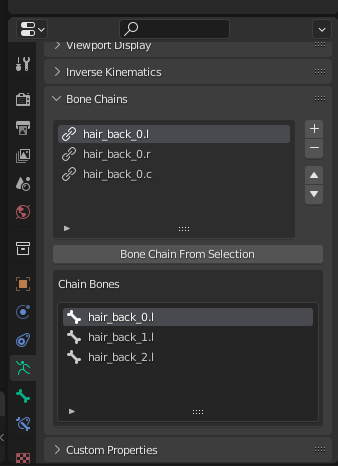 Viewport Display
Inverse Kinematics
Bone Chains
hair_back_0.l
hair_back_0.r
hair_back_0.c
Bone Chain From Selection
Chain Bones
hair_back_0.l
hair_back_1.l
hair_back_2.l
Custom Properties